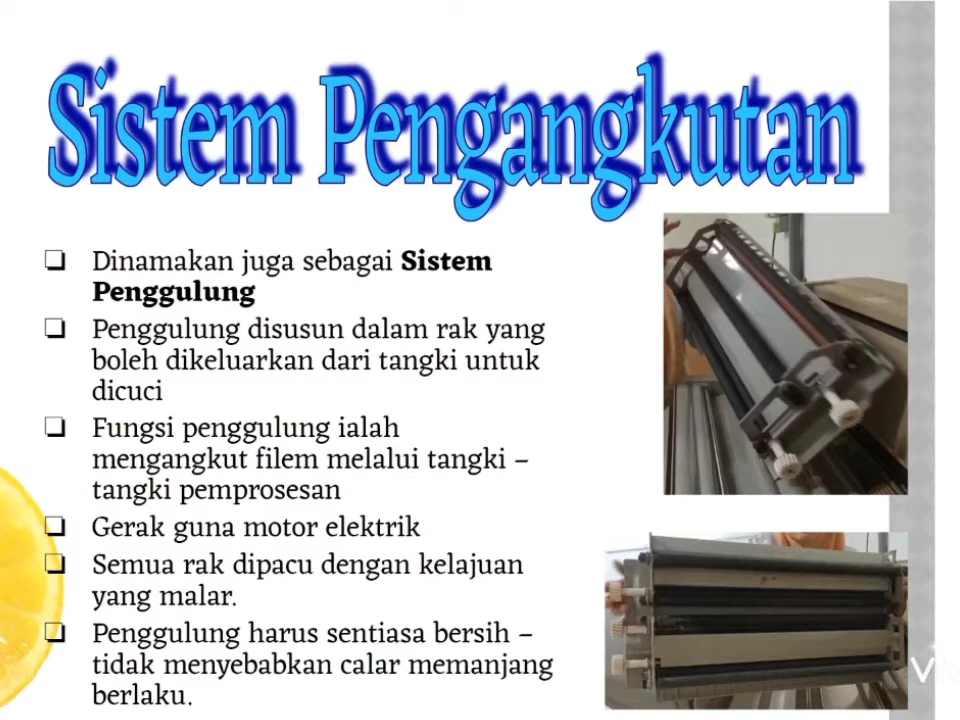 Sistem Pengangkutan
❑ Dinamakan juga sebagai Sistem
Penggulung
❑ Penggulung disusun dalam rak yang
boleh dikeluarkan dari tangki untuk
dicuci
❑ Fungsi penggulung ialah
mengangkut filem melalui tangki –
tangki pemprosesan
❑ Gerak guna motor elektrik
❑ Semua rak dipacu dengan kelajuan
yang malar.
❑ Penggulung harus sentiasa bersih –
tidak menyebabkan calar memanjang
berlaku.